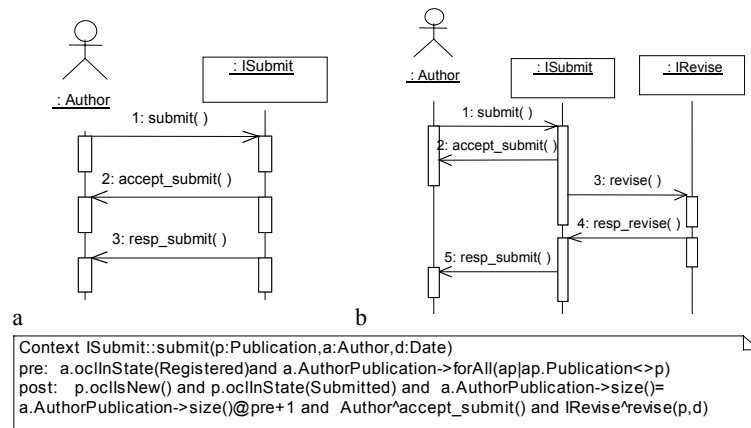 : Author
: ISubmit
1: submit( )
2: accept_submit( )
3: resp_submit( )
a
: Author
: ISubmit
: IRevise
1: submit( )
2: accept_submit( )
3: revise( )
4: resp_revise( )
5: resp_submit( )
b
Context ISubmit::submit(p:Publication,a:Author,d:Date)
pre: a.oclInState(Registered)and a.AuthorPublication->forAll(ap|ap.Publication<>p)
post: p.oclIsNew() and p.oclInState(Submitted) and a.AuthorPublication->size()=
a.AuthorPublication->size()@pre+1 and Author^accept_submit() and IRevise^revise(p,d)